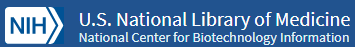 NIH
U.S. National Library of Medicine
National Center for Biotechnology Information